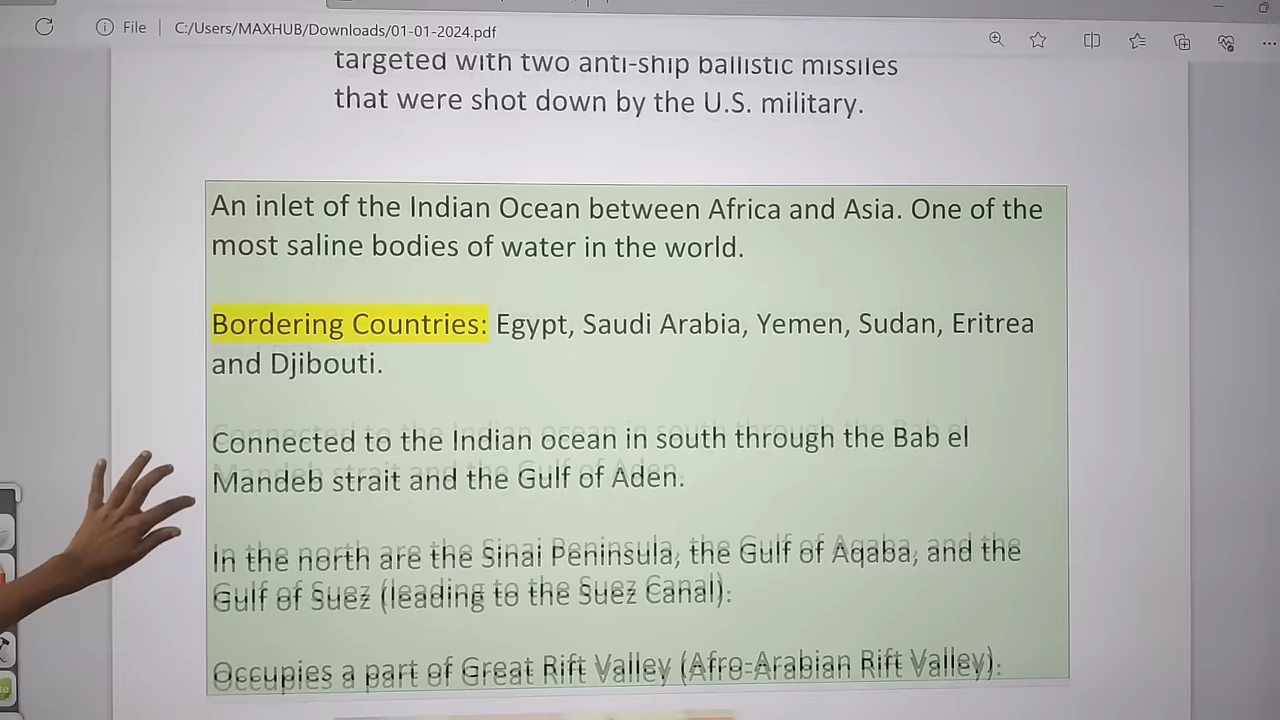 File
C:/Users/MAXHUB/Downloads/01-01-2024.pdf
targeted with two anti-ship ballistic missiles
that were shot down by the U.S. military.
An inlet of the Indian Ocean between Africa and Asia. One of the
most saline bodies of water in the world.
Bordering Countries: Egypt, Saudi Arabia, Yemen, Sudan, Eritrea
and Djibouti.
Connected to the Indian ocean in south through the Bab el
Mandeb strait and the Gulf of Aden.
In the north are the Sinai Peninsula, the Gulf of Aqaba, and the
Gulf of Suez (leading to the Suez Canal).
Occupies a part of Great Rift Valley (Afro-Arabian Rift Valley).